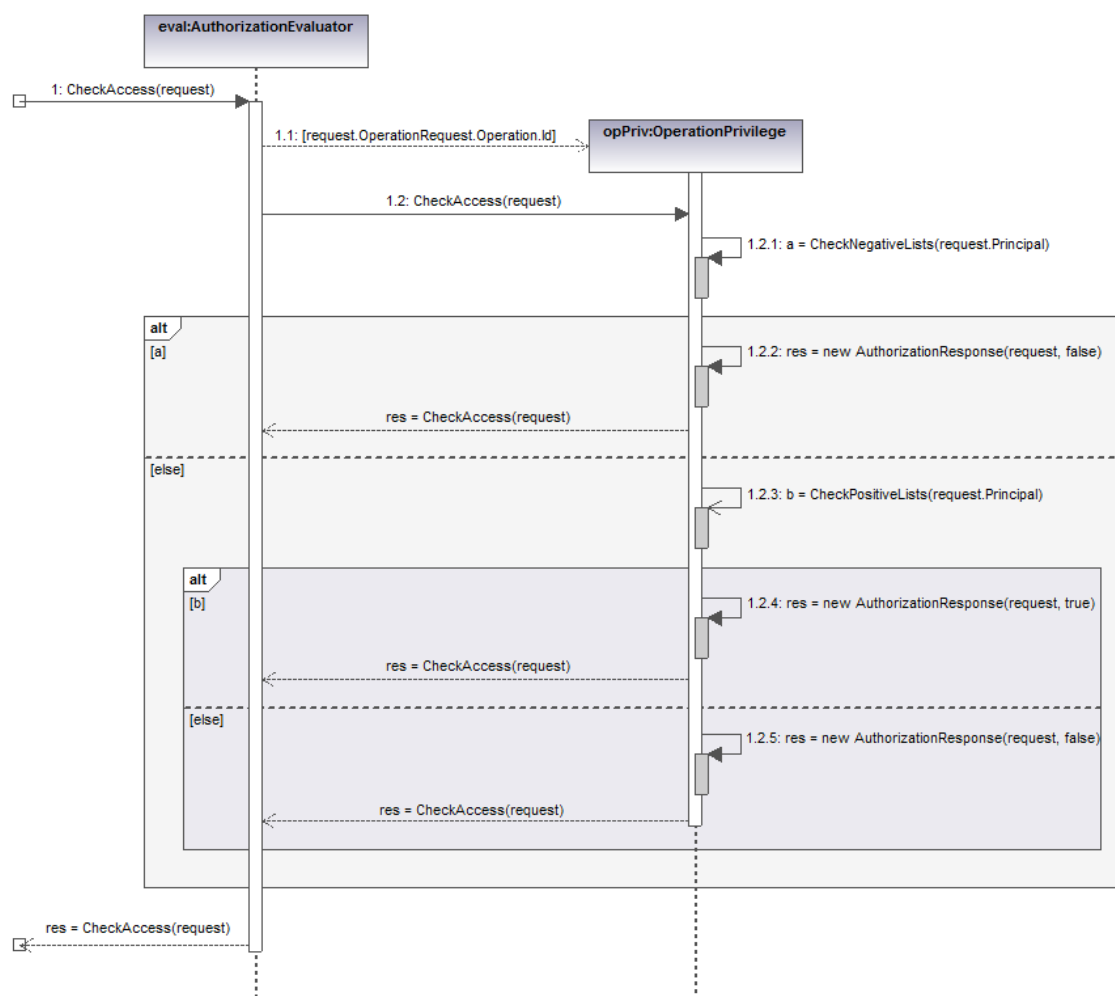 eval:AuthorizationEvaluator
1: CheckAccess(request)
1.1: [request.OperationRequest.Operation.Id]
opPriv:OperationPrivilege
1.2: CheckAccess(request)
1.2.1: a = CheckNegativeLists(request.Principal)
alt
[a]
1.2.2: res = new AuthorizationResponse(request, false)
res = CheckAccess(request)
[else]
1.2.3: b = CheckPositiveLists(request.Principal)
alt
[b]
1.2.4: res = new AuthorizationResponse(request, true)
res = CheckAccess(request)
[else]
1.2.5: res = new AuthorizationResponse(request, false)
res = CheckAccess(request)
res = CheckAccess(request)